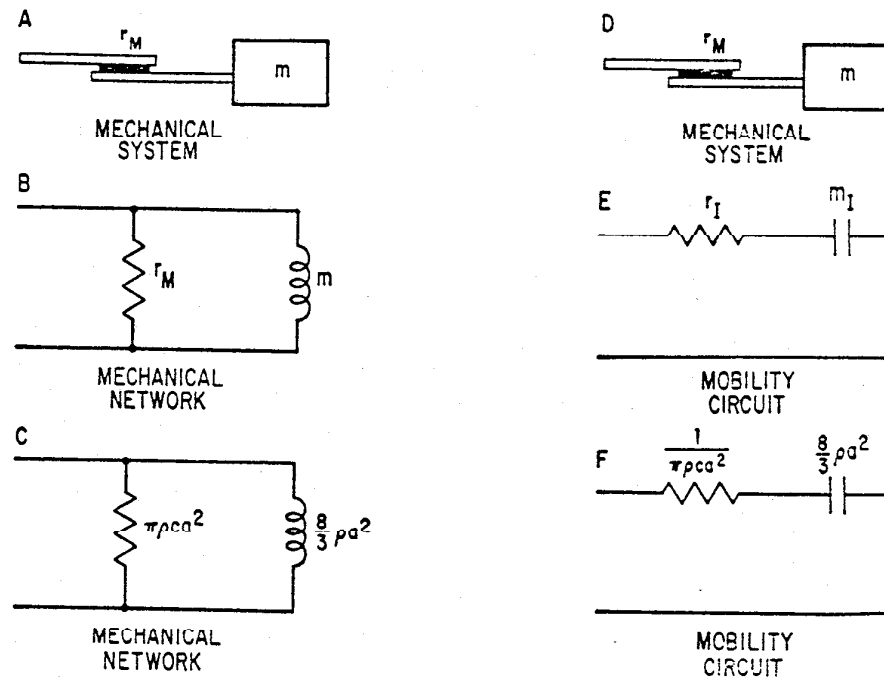 A
r_M
m
MECHANICAL
SYSTEM
B
r_M
m
MECHANICAL
NETWORK
C
πρca²
8/3 ρa²
MECHANICAL
NETWORK
D
r_M
m
MECHANICAL
SYSTEM
E
r_I
m_I
MOBILITY
CIRCUIT
F
1/πρca²
8/3 ρa²
MOBILITY
CIRCUIT